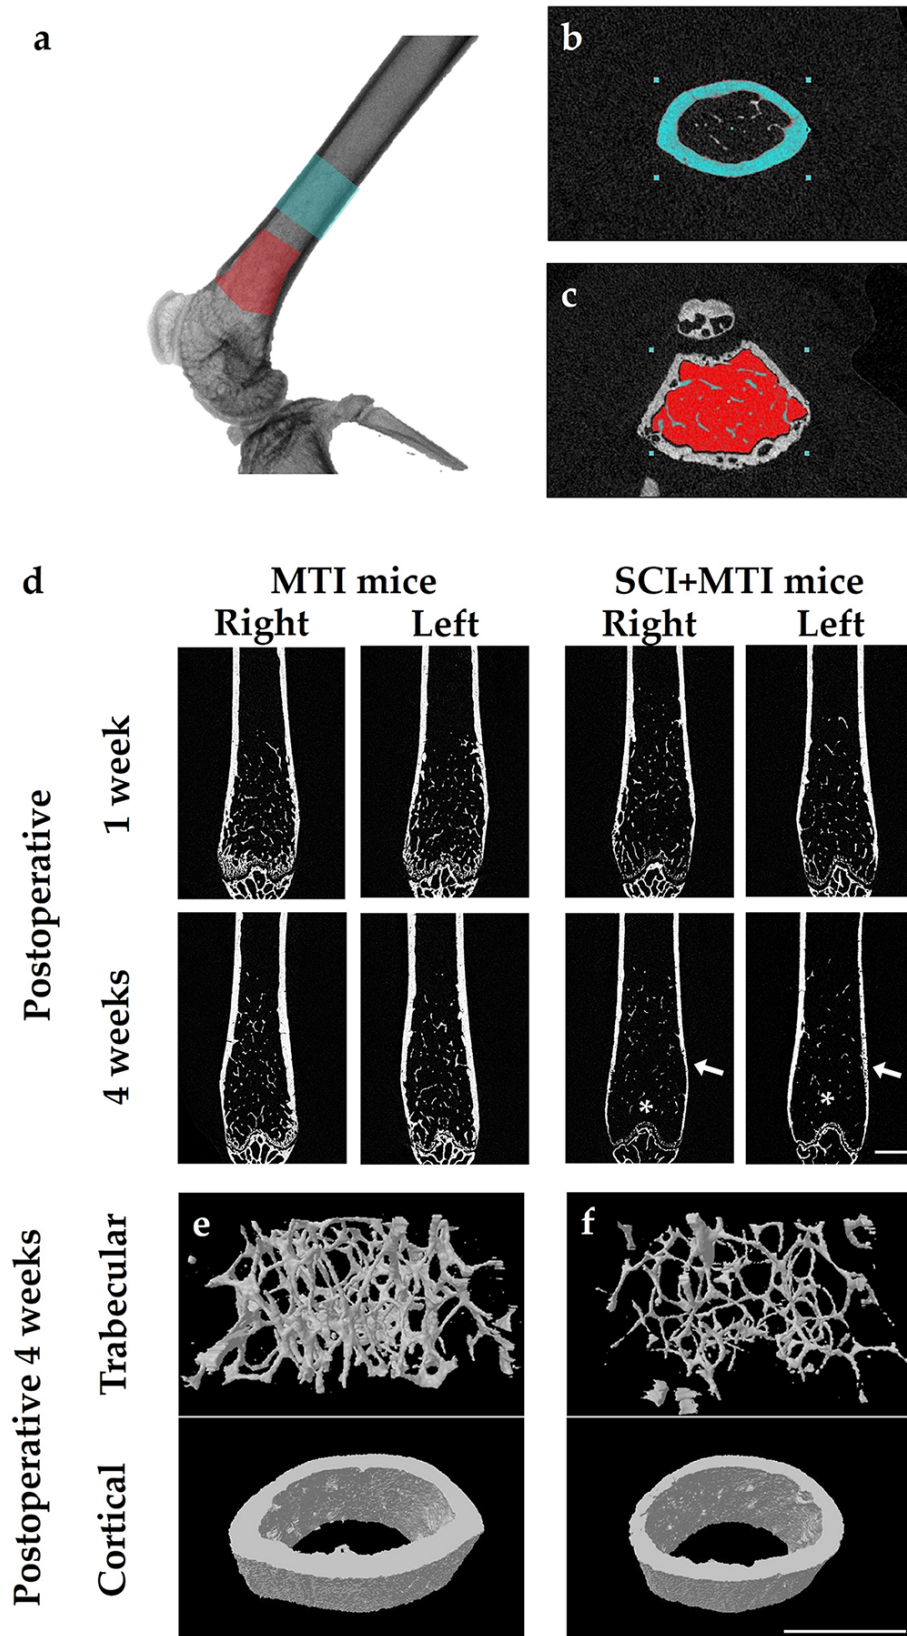 a
b
c
d
MTI mice
SCI+MTI mice
Right
Left
Right
Left
Postoperative
1 week
4 weeks
*
*
Postoperative 4 weeks
Trabecular
Cortical
e
f